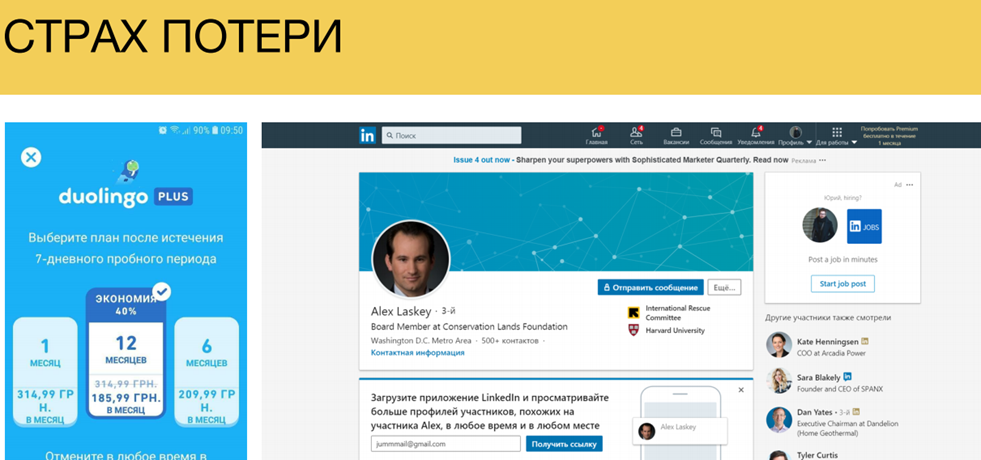 СТРАХ ПОТЕРИ
90% 09:50
duolingo PLUS
Выберите план после истечения
7-дневного пробного периода
ЭКОНОМИЯ
40%
1
МЕСЯЦ
314,99 ГР
Н.
В МЕСЯЦ
12
МЕСЯЦЕВ
314,99 ГРН.
185,99 ГРН.
В МЕСЯЦ
6
МЕСЯЦЕВ
209,99 ГР
Н.
В МЕСЯЦ
Отмените в любое время в
in
Поиск
Главная
Сеть
Вакансии
Сообщения
Уведомления
Профиль
Для работы
Попробовать Premium
бесплатно в течение
1 месяца
Issue 4 out now - Sharpen your superpowers with Sophisticated Marketer Quarterly. Read now Реклама ···
Отправить сообщение
Ещё...
Alex Laskey · 3-й
Board Member at Conservation Lands Foundation
Washington D.C. Metro Area · 500+ контактов ·
Контактная информация
International Rescue
Committee
Harvard University
Загрузите приложение LinkedIn и просматривайте
больше профилей участников, похожих на
участника Alex, в любое время и в любом месте
jummmail@gmail.com
Получить ссылку
Alex Laskey
Ad ···
Юрий, hiring?
in JOBS
Post a job in minutes
Start job post
Другие участники также смотрели
Kate Henningsen in
COO at Arcadia Power
Sara Blakely in
Founder and CEO of SPANX
Dan Yates · 3-й in
Executive Chairman at Dandelion
(Home Geothermal)
Tyler Curtis